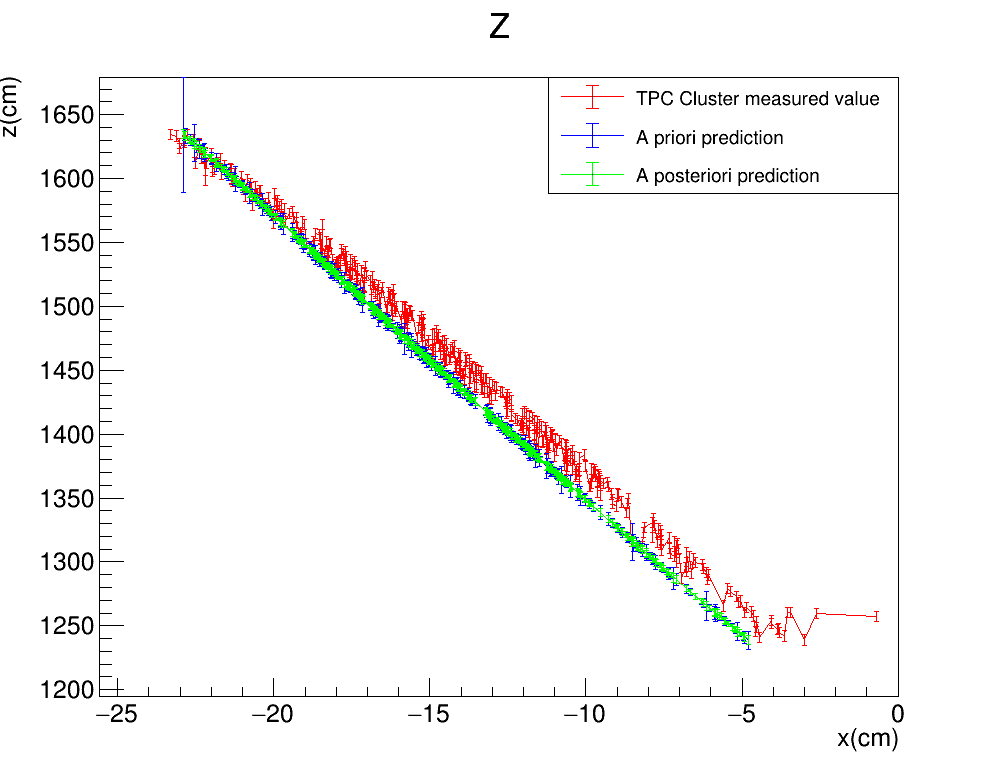 Z
z(cm)
1650
1600
1550
1500
1450
1400
1350
1300
1250
1200
TPC Cluster measured value
A priori prediction
A posteriori prediction
−25 −20 −15 −10 −5 0
x(cm)